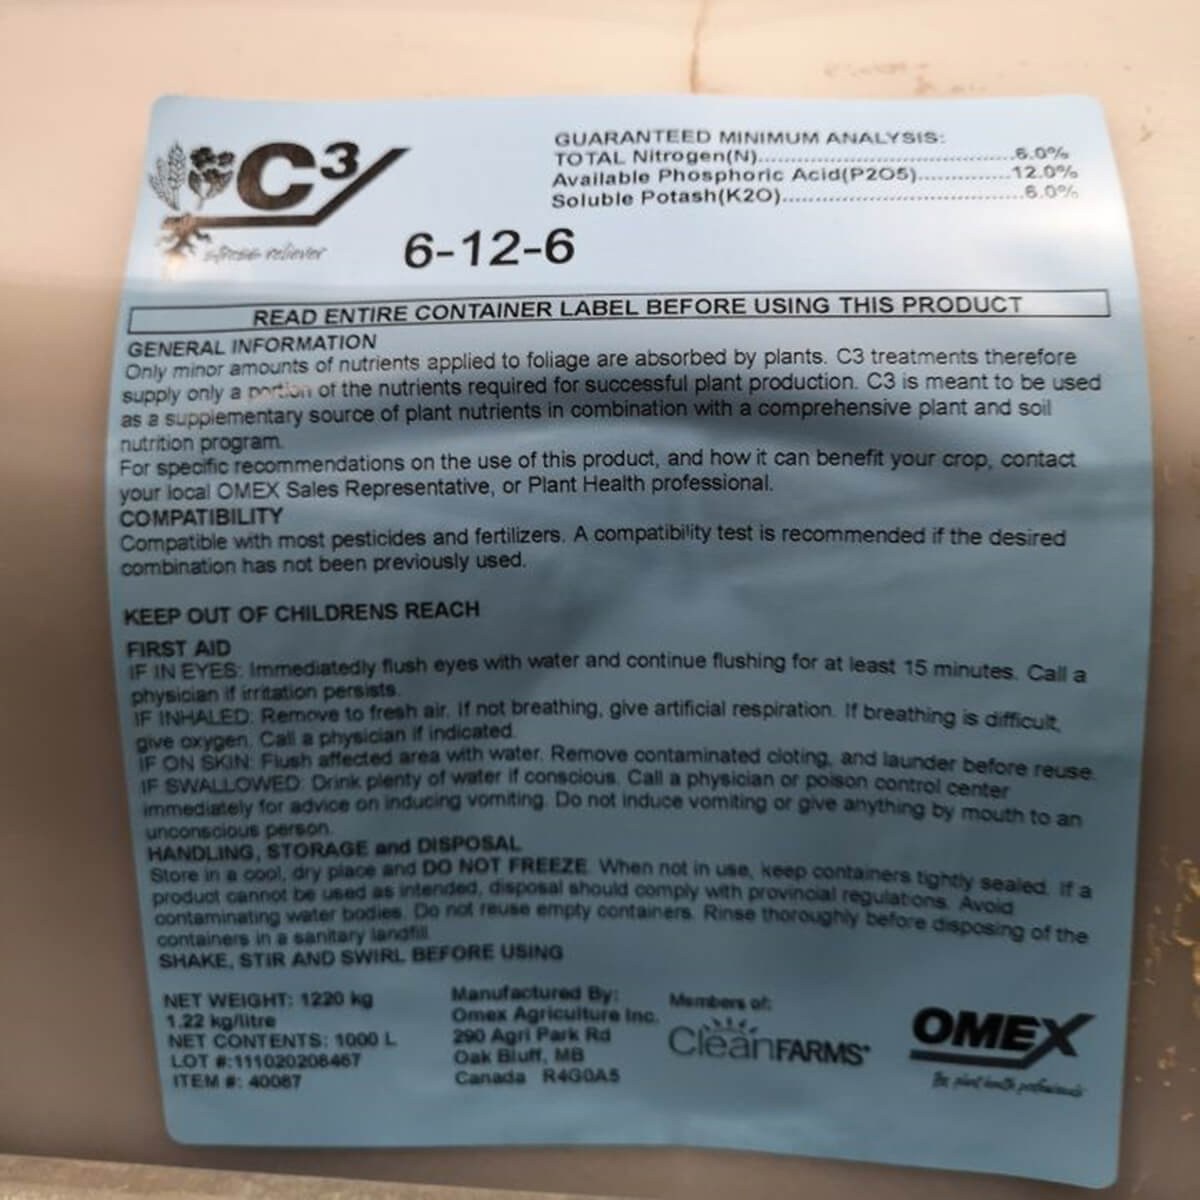 C3
stress reliever
6-12-6
GUARANTEED MINIMUM ANALYSIS:
TOTAL Nitrogen(N)..........................................6.0%
Available Phosphoric Acid(P2O5)...............12.0%
Soluble Potash(K2O)........................................6.0%
READ ENTIRE CONTAINER LABEL BEFORE USING THIS PRODUCT
GENERAL INFORMATION
Only minor amounts of nutrients applied to foliage are absorbed by plants. C3 treatments therefore
supply only a portion of the nutrients required for successful plant production. C3 is meant to be used
as a supplementary source of plant nutrients in combination with a comprehensive plant and soil
nutrition program.
For specific recommendations on the use of this product, and how it can benefit your crop, contact
your local OMEX Sales Representative, or Plant Health professional.
COMPATIBILITY
Compatible with most pesticides and fertilizers. A compatibility test is recommended if the desired
combination has not been previously used.
KEEP OUT OF CHILDRENS REACH
FIRST AID
IF IN EYES: Immediatedly flush eyes with water and continue flushing for at least 15 minutes. Call a
physician if irritation persists.
IF INHALED: Remove to fresh air. If not breathing, give artificial respiration. If breathing is difficult,
give oxygen. Call a physician if indicated.
IF ON SKIN: Flush affected area with water. Remove contaminated cloting, and launder before reuse.
IF SWALLOWED: Drink plenty of water if conscious. Call a physician or poison control center
immediately for advice on inducing vomiting. Do not induce vomiting or give anything by mouth to an
unconscious person.
HANDLING, STORAGE and DISPOSAL
Store in a cool, dry place and DO NOT FREEZE. When not in use, keep containers tightly sealed. If a
product cannot be used as intended, disposal should comply with provincial regulations. Avoid
contaminating water bodies. Do not reuse empty containers. Rinse thoroughly before disposing of the
containers in a sanitary landfill.
SHAKE, STIR AND SWIRL BEFORE USING
NET WEIGHT: 1220 kg
1.22 kg/litre
NET CONTENTS: 1000 L
LOT #:111020208467
ITEM #: 40087
Manufactured By:
Omex Agriculture Inc.
290 Agri Park Rd
Oak Bluff, MB
Canada R4G0A5
Members of:
CleanFARMS
OMEX
the plant health professionals